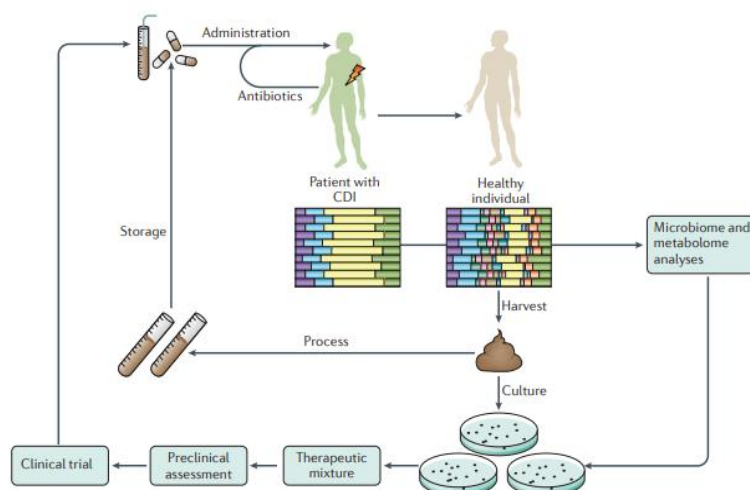 Administration
Antibiotics
Patient with
CDI
Healthy
individual
Storage
Microbiome and
metabolome
analyses
Harvest
Process
Culture
Clinical trial
Preclinical
assessment
Therapeutic
mixture